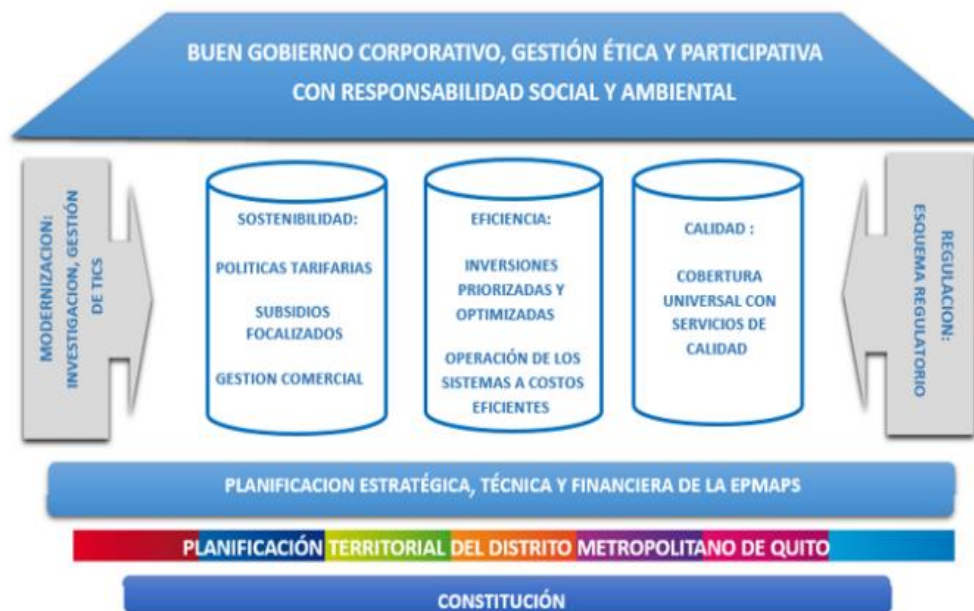 BUEN GOBIERNO CORPORATIVO, GESTIÓN ÉTICA Y PARTICIPATIVA
CON RESPONSABILIDAD SOCIAL Y AMBIENTAL
MODERNIZACION:
INVESTIGACION, GESTIÓN
DE TICS
SOSTENIBILIDAD:
POLITICAS TARIFARIAS
SUBSIDIOS
FOCALIZADOS
GESTION COMERCIAL
EFICIENCIA:
INVERSIONES
PRIORIZADAS Y
OPTIMIZADAS
OPERACIÓN DE LOS
SISTEMAS A COSTOS
EFICIENTES
CALIDAD :
COBERTURA
UNIVERSAL CON
SERVICIOS DE
CALIDAD
REGULACION:
ESQUEMA REGULATORIO
PLANIFICACION ESTRATÉGICA, TÉCNICA Y FINANCIERA DE LA EPMAPS
PLANIFICACIÓN TERRITORIAL DEL DISTRITO METROPOLITANO DE QUITO
CONSTITUCIÓN